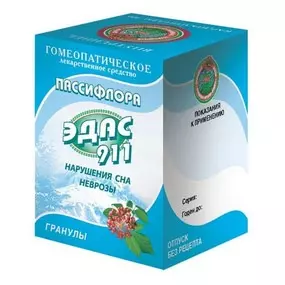 ГОМЕОПАТИЧЕСКОЕ
лекарственное средство
ПАССИФЛОРА
ЭДАС
911
НАРУШЕНИЯ СНА
НЕВРОЗЫ
ГРАНУЛЫ
ПОКАЗАНИЯ
К ПРИМЕНЕНИЮ
Серия:
Годен до:
ОТПУСК
БЕЗ РЕЦЕПТА